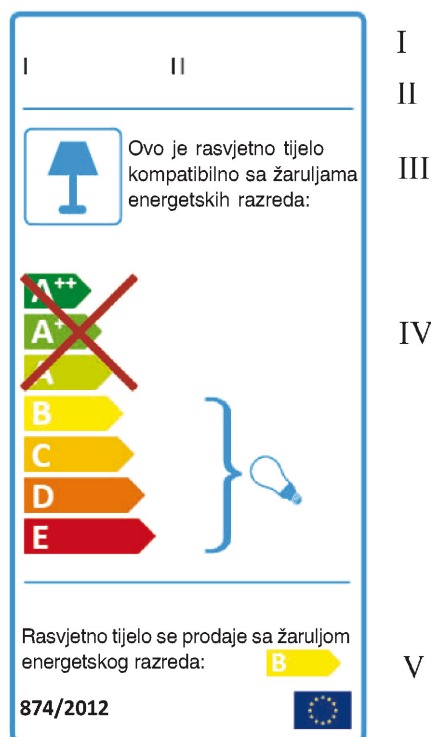 I II
I
II
Ovo je rasvjetno tijelo
kompatibilno sa žaruljama
energetskih razreda:
III
A++
A+
A
IV
B
C
D
E
Rasvjetno tijelo se prodaje sa žaruljom
energetskog razreda: B
V
874/2012